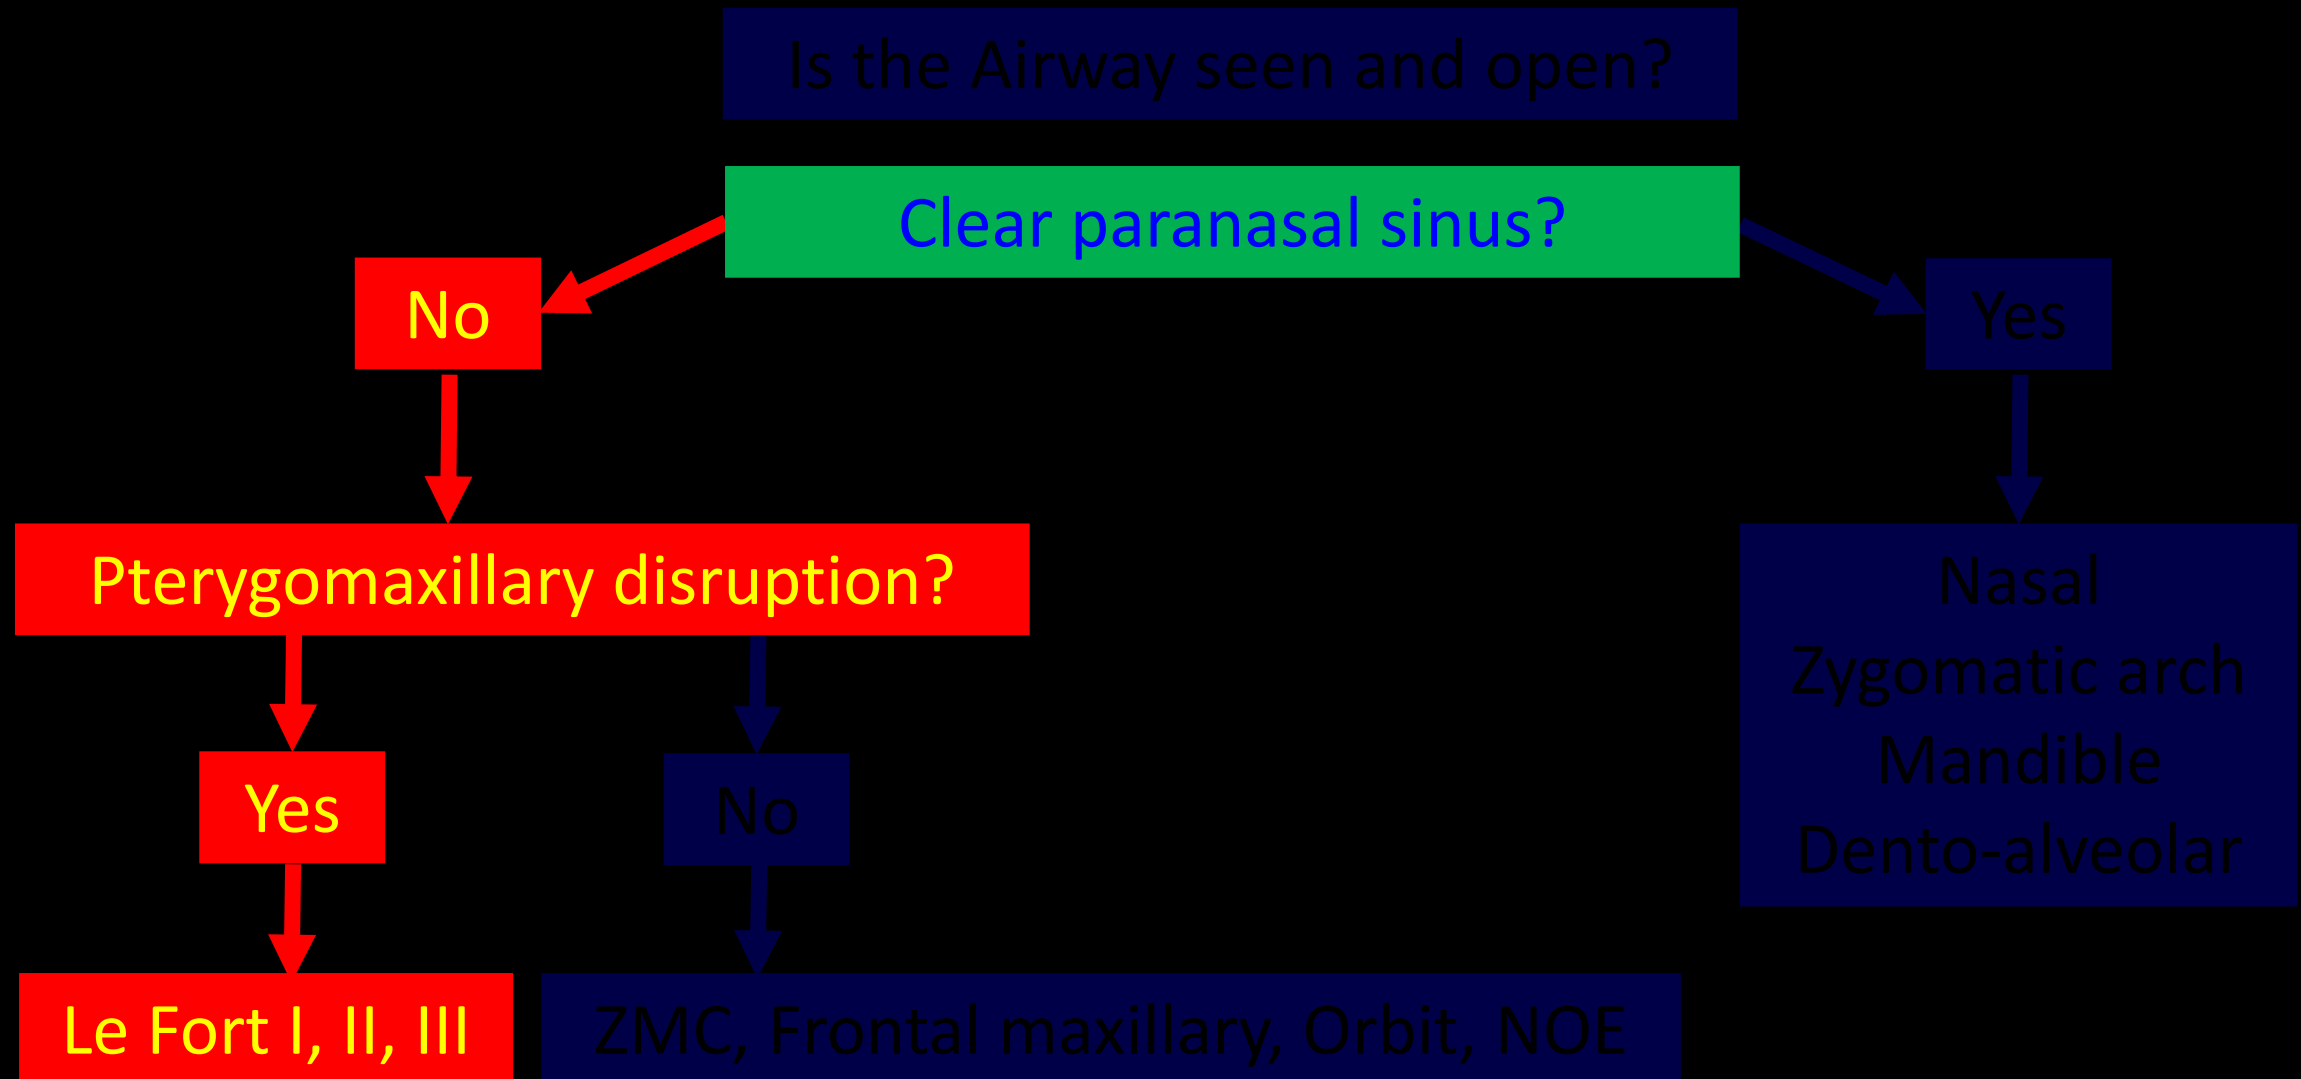 Is the Airway seen and open?
Clear paranasal sinus?
No
Yes
Pterygomaxillary disruption?
Nasal
Zygomatic arch
Mandible
Dento-alveolar
Yes
No
Le Fort I, II, III
ZMC, Frontal maxillary, Orbit, NOE